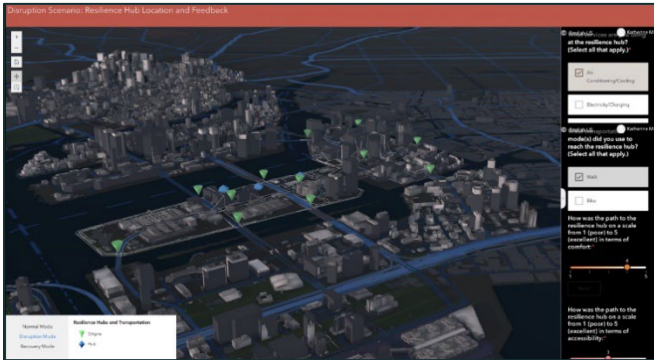 Disruption Scenario: Resilience Hub Location and Feedback
at the resilience hub?
(Select all that apply.)*
Air
Conditioning/Cooling
Electricity/Charging
mode(s) did you use to
reach the resilience hub?
(Select all that apply.)
Walk
Bike
How was the path to the
resilience hub on a scale
from 1 (poor) to 5
(excellent) in terms of
comfort:*
4
5
How was the path to the
resilience hub on a scale
from 1 (poor) to 5
(excellent) in terms of
accessibility:*
3
Normal Mode
Disruption Mode
Recovery Mode
Resilience Hubs and Transportation
Origins
Hub